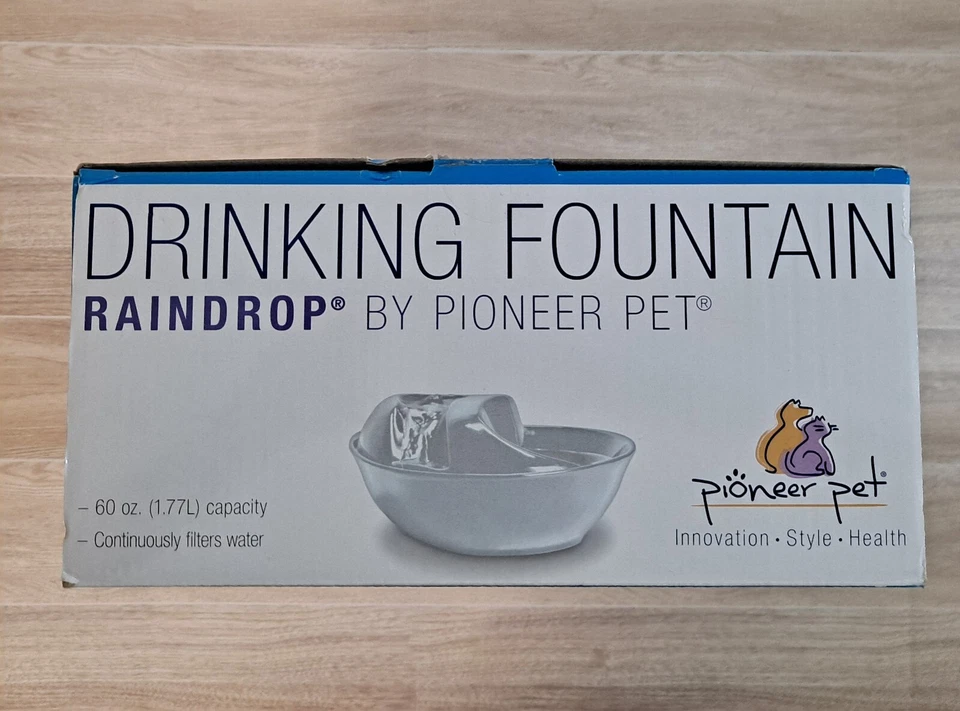 DRINKING FOUNTAIN
RAINDROP® BY PIONEER PET®
– 60 oz. (1.77L) capacity
– Continuously filters water
pioneer pet®
Innovation • Style • Health